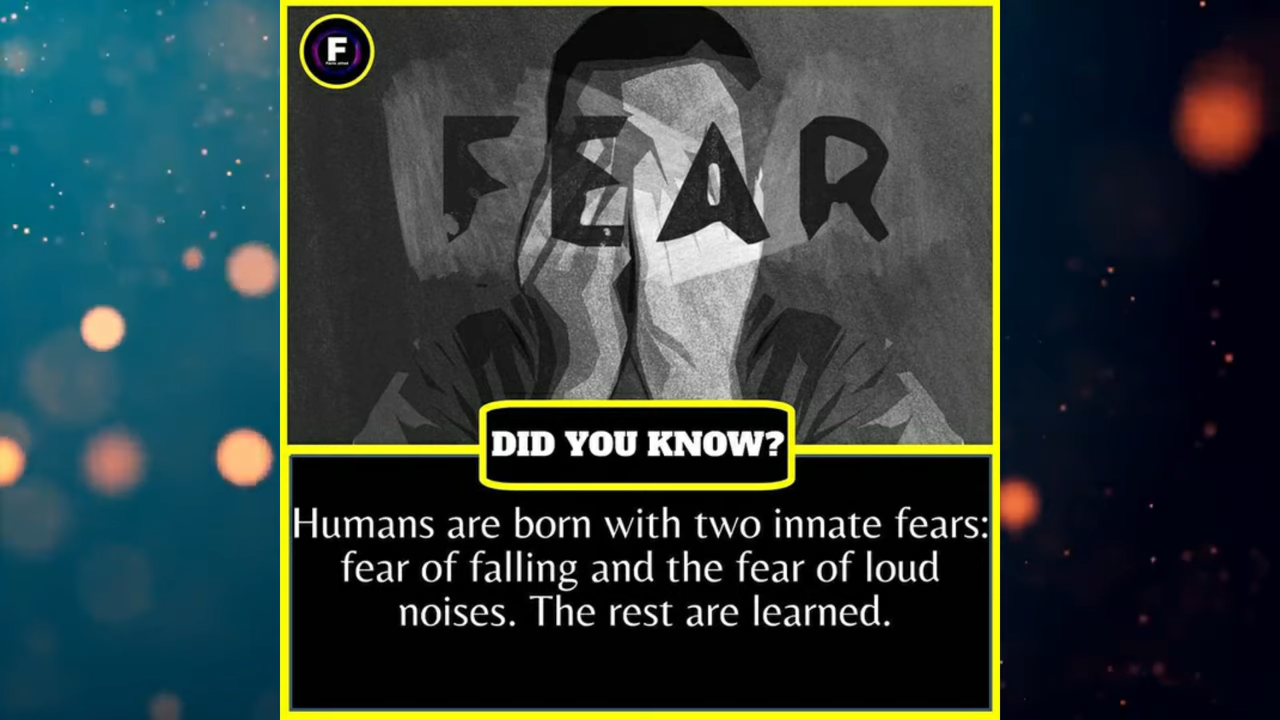 F
FEAR
DID YOU KNOW?
Humans are born with two innate fears:
fear of falling and the fear of loud
noises. The rest are learned.